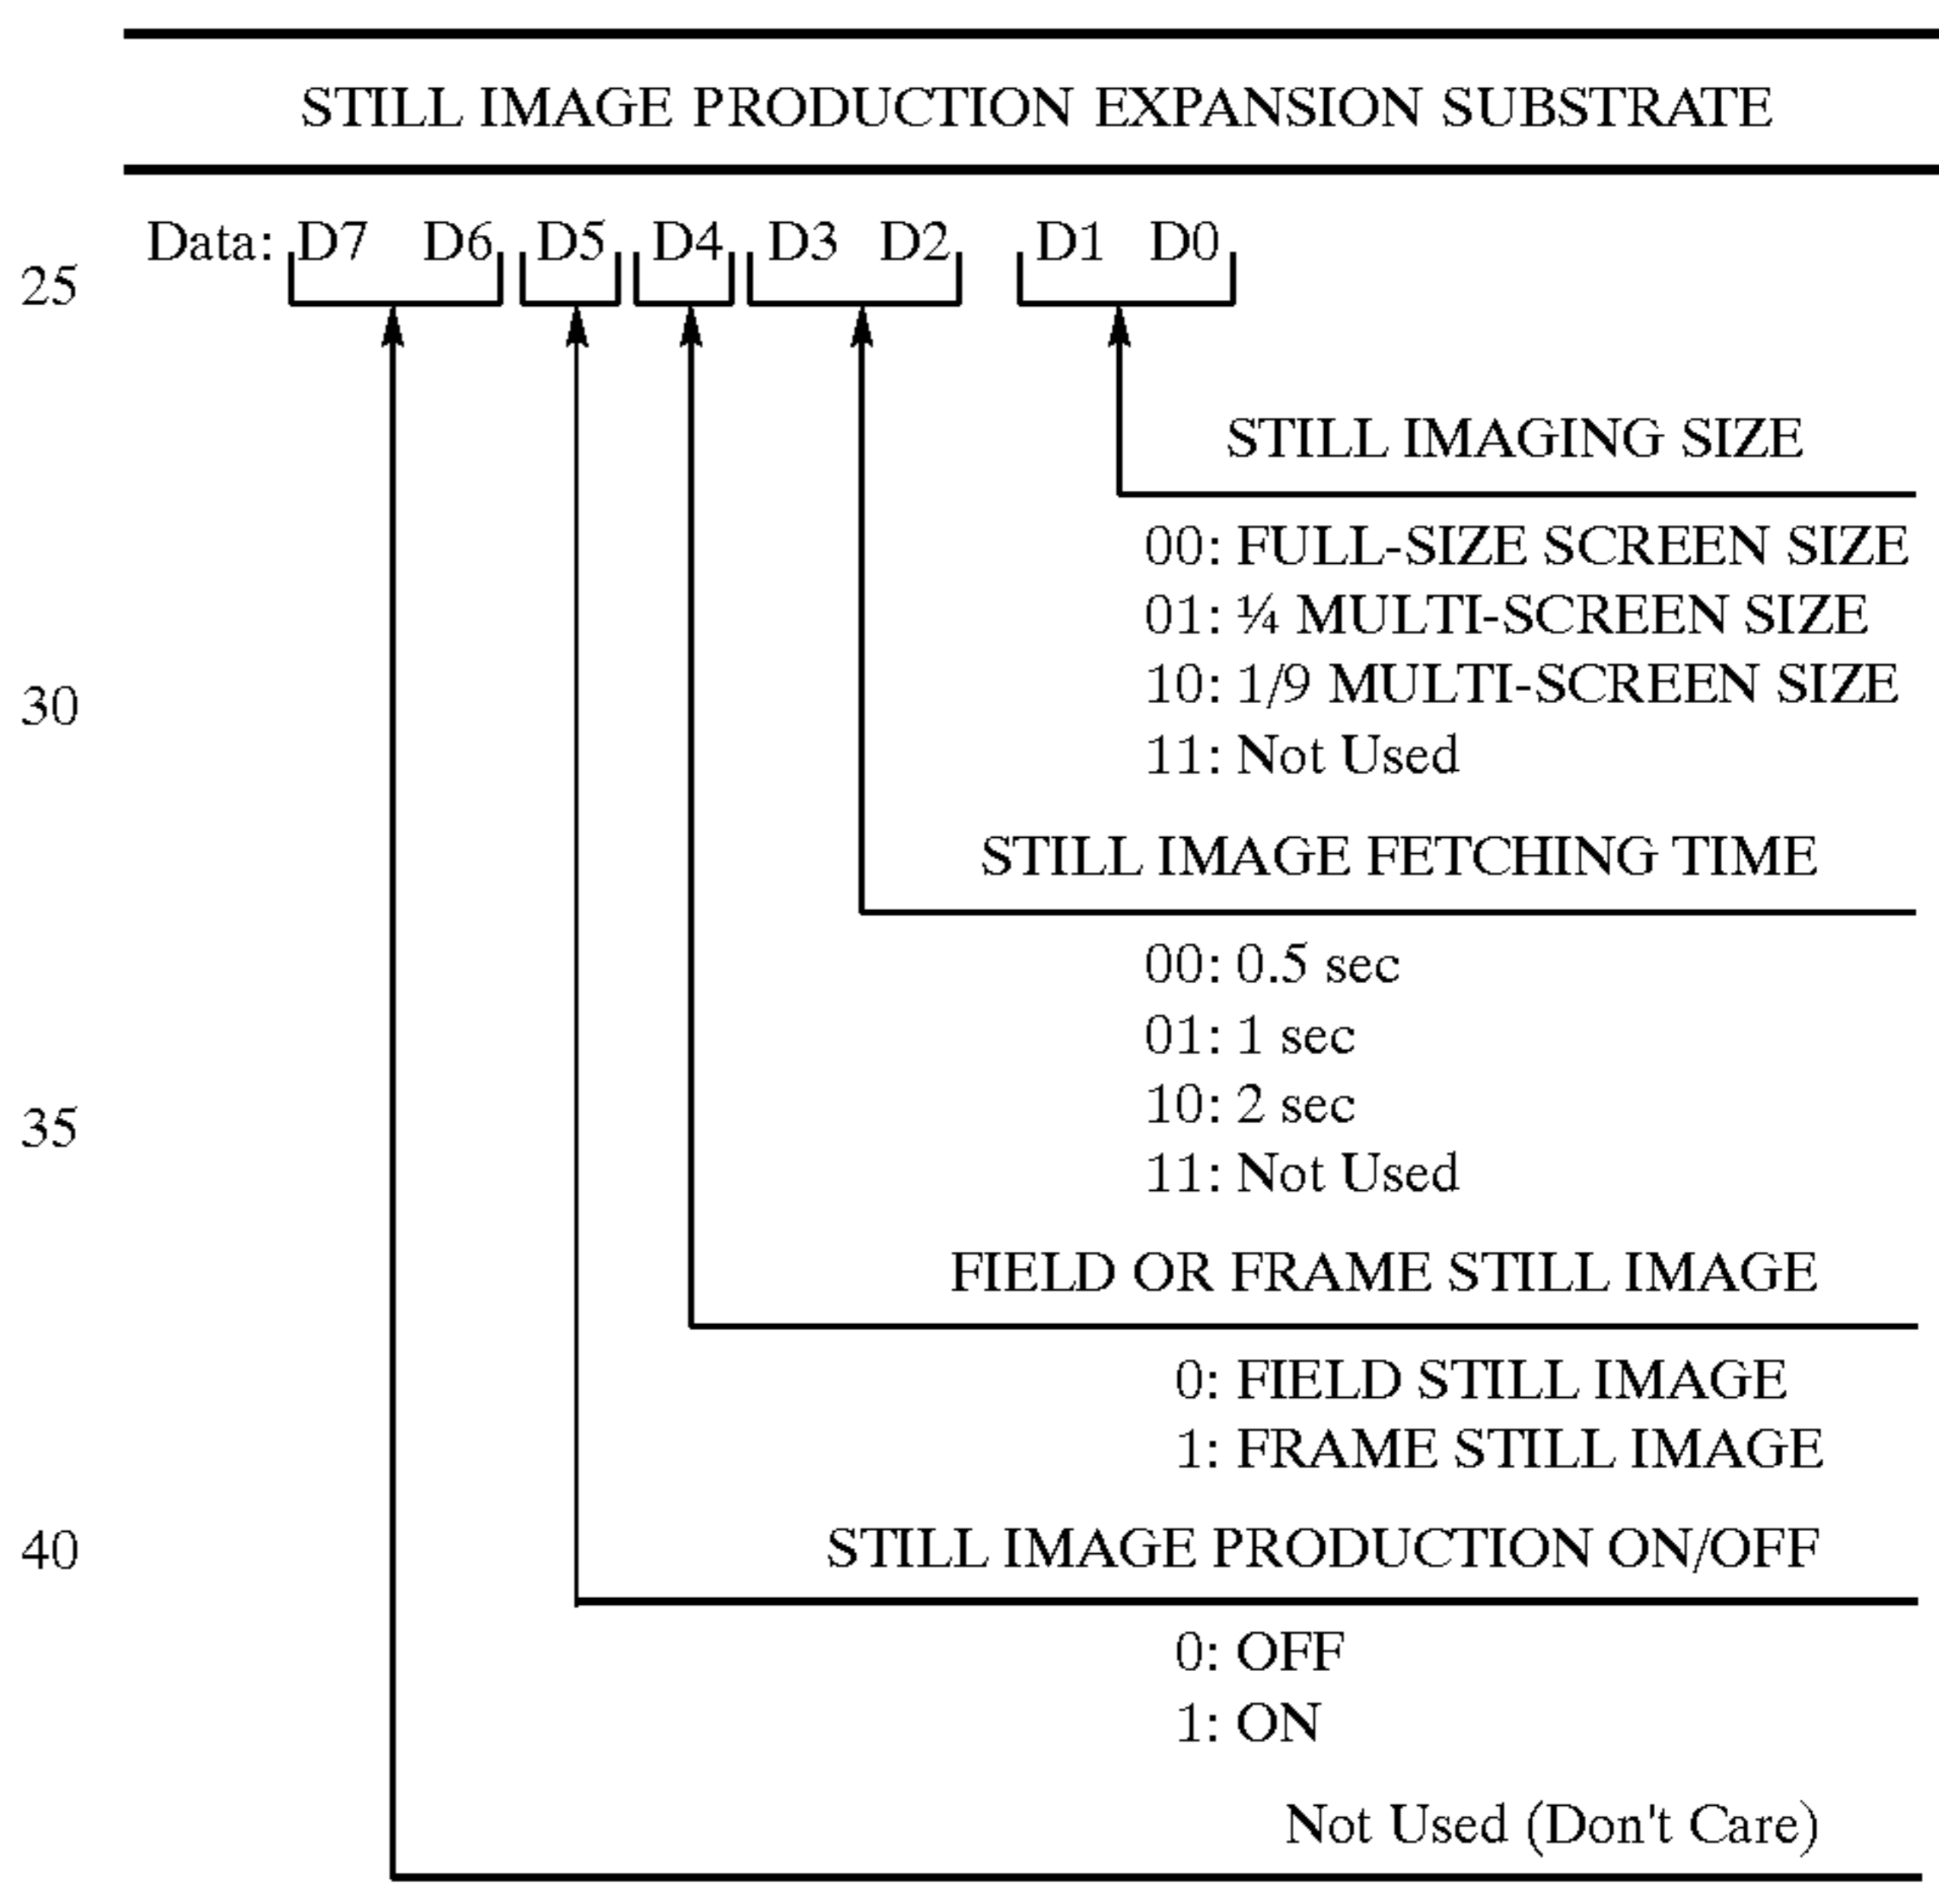 STILL IMAGE PRODUCTION EXPANSION SUBSTRATE
Data: D7 D6 D5 D4 D3 D2 D1 D0
25
STILL IMAGING SIZE
00: FULL-SIZE SCREEN SIZE
01: ¼ MULTI-SCREEN SIZE
10: 1/9 MULTI-SCREEN SIZE
30
11: Not Used
STILL IMAGE FETCHING TIME
00: 0.5 sec
01: 1 sec
10: 2 sec
35
11: Not Used
FIELD OR FRAME STILL IMAGE
0: FIELD STILL IMAGE
1: FRAME STILL IMAGE
40
STILL IMAGE PRODUCTION ON/OFF
0: OFF
1: ON
Not Used (Don't Care)